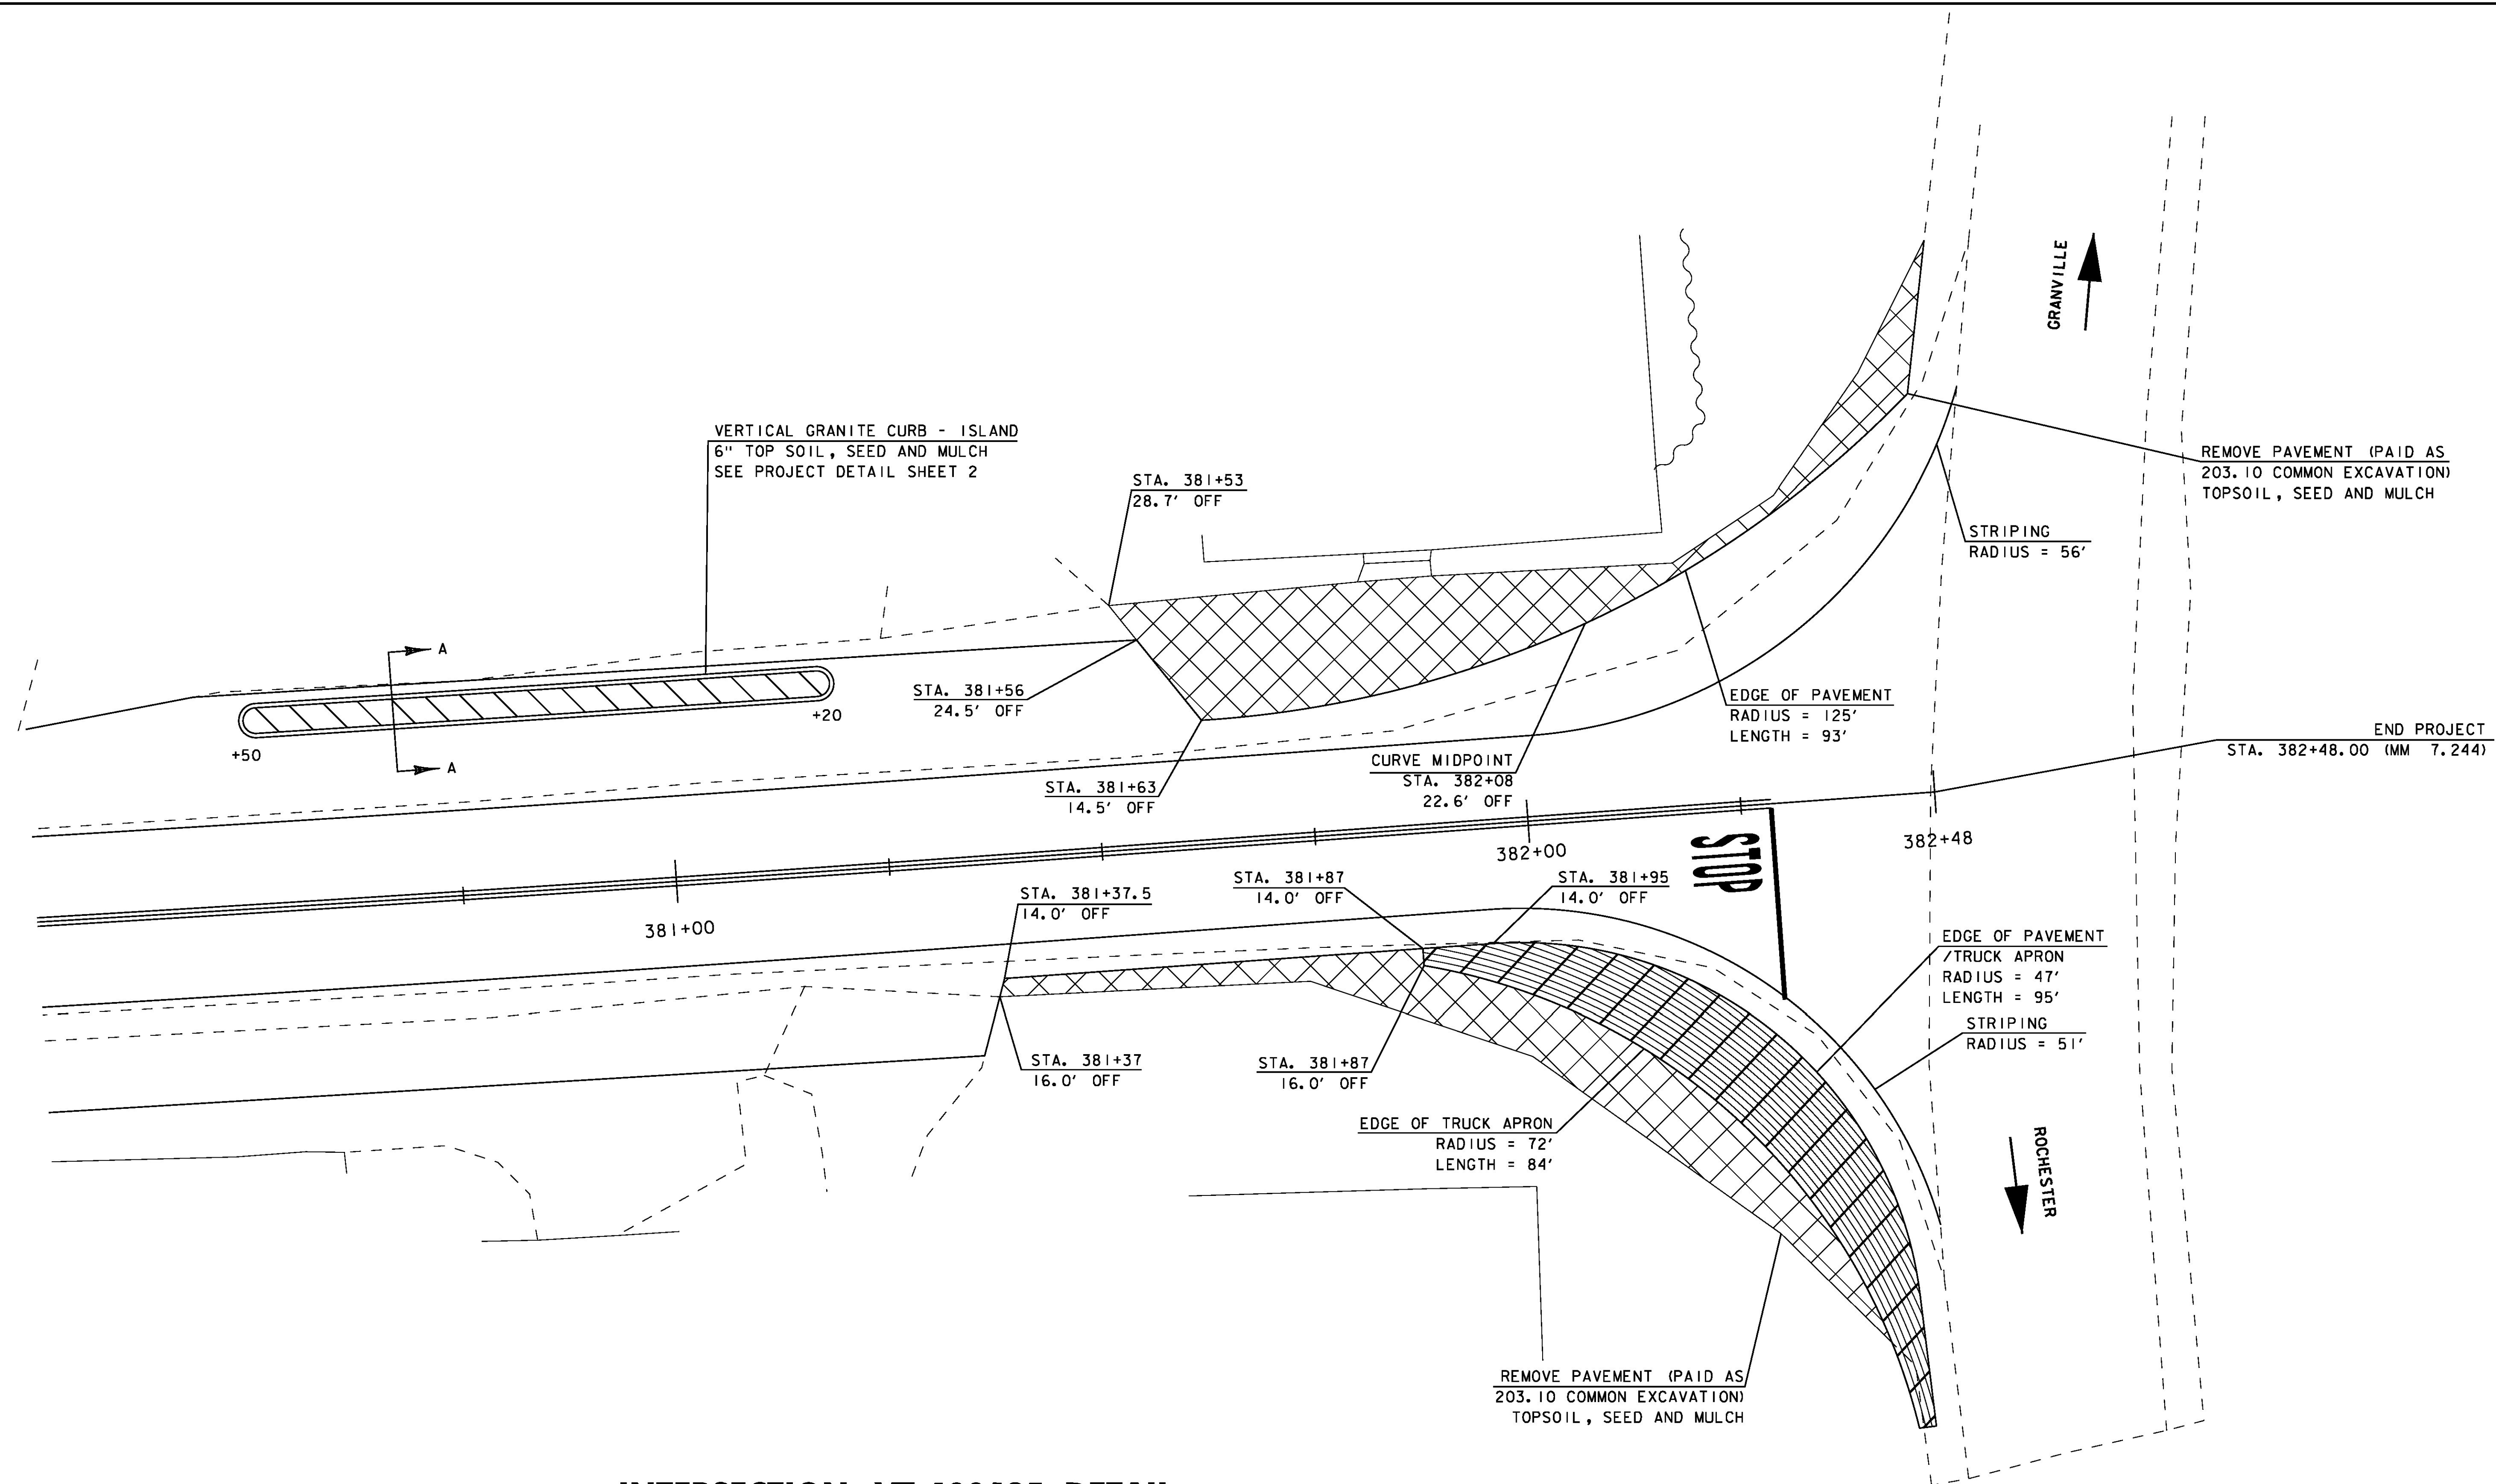 GRANVILLE
VERTICAL GRANITE CURB - ISLAND
6" TOP SOIL, SEED AND MULCH
SEE PROJECT DETAIL SHEET 2
STA. 381+53
28.7' OFF
REMOVE PAVEMENT (PAID AS
203.10 COMMON EXCAVATION)
TOPSOIL, SEED AND MULCH
STRIPING
RADIUS = 56'
A
STA. 381+56
24.5' OFF
+20
+50
A
EDGE OF PAVEMENT
RADIUS = 125'
LENGTH = 93'
END PROJECT
STA. 382+48.00 (MM 7.244)
CURVE MIDPOINT
STA. 382+08
22.6' OFF
STA. 381+63
14.5' OFF
STOP
382+48
382+00
381+00
STA. 381+37.5
14.0' OFF
STA. 381+87
14.0' OFF
STA. 381+95
14.0' OFF
EDGE OF PAVEMENT
/TRUCK APRON
RADIUS = 47'
LENGTH = 95'
STRIPING
RADIUS = 51'
STA. 381+37
16.0' OFF
STA. 381+87
16.0' OFF
EDGE OF TRUCK APRON
RADIUS = 72'
LENGTH = 84'
ROCHESTER
REMOVE PAVEMENT (PAID AS
203.10 COMMON EXCAVATION)
TOPSOIL, SEED AND MULCH